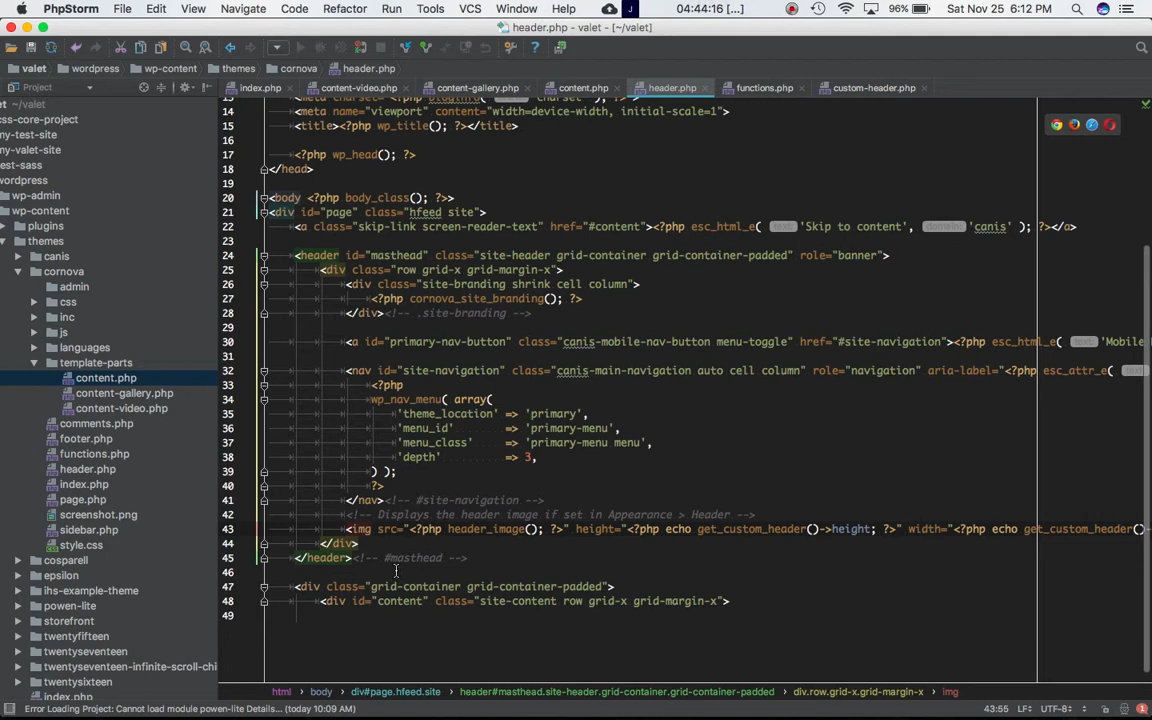 PhpStorm File Edit View Navigate Code Refactor Run Tools VCS Window Help J 04:44:16 [...] 96% Sat Nov 25 6:12 PM
header.php – valet – [~/valet]
valet wordpress wp-content themes cornova header.php
Project index.php content-video.php content-gallery.php content.php header.php functions.php custom-header.php
et ~/valet
css-core-project
my-test-site
my-valet-site
est-sass
wordpress
wp-admin
wp-content
plugins
themes
canis
cornova
admin
css
inc
js
languages
template-parts
content.php
content-gallery.php
content-video.php
comments.php
footer.php
functions.php
header.php
index.php
page.php
screenshot.png
sidebar.php
style.css
cosparell
epsilon
ihs-example-theme
powen-lite
storefront
twentyfifteen
twentyseventeen
twentyseventeen-infinite-scroll-chi
twentysixteen
index.php
13 <meta charset="<?php bloginfo( 'charset' ); ?>">
14 <meta name="viewport" content="width=device-width, initial-scale=1">
15 <title><?php wp_title(); ?></title>
16
17 <?php wp_head(); ?>
18 </head>
19
20 <body <?php body_class(); ?>>
21 <div id="page" class="hfeed site">
22 <a class="skip-link screen-reader-text" href="#content"><?php esc_html_e( text: 'Skip to content', domain: 'canis' ); ?></a>
23
24 <header id="masthead" class="site-header grid-container grid-container-padded" role="banner">
25 <div class="row grid-x grid-margin-x">
26 <div class="site-branding shrink cell column">
27 <?php cornova_site_branding(); ?>
28 </div><!-- .site-branding -->
29
30 <a id="primary-nav-button" class="canis-mobile-nav-button menu-toggle" href="#site-navigation"><?php esc_html_e( text: 'Mobile
31
32 <nav id="site-navigation" class="canis-main-navigation auto cell column" role="navigation" aria-label="<?php esc_attr_e( text:
33 <?php
34 wp_nav_menu( array(
35 'theme_location' => 'primary',
36 'menu_id' => 'primary-menu',
37 'menu_class' => 'primary-menu menu',
38 'depth' => 3,
39 ) );
40 ?>
41 </nav><!-- #site-navigation -->
42 <!-- Displays the header image if set in Appearance > Header -->
43 <img src="<?php header_image(); ?>" height="<?php echo get_custom_header()->height; ?>" width="<?php echo get_custom_header()-
44 </div>
45 </header><!-- #masthead -->
46
47 <div class="grid-container grid-container-padded">
48 <div id="content" class="site-content row grid-x grid-margin-x">
49
html body div#page.hfeed.site header#masthead.site-header.grid-container.grid-container-padded div.row.grid-x.grid-margin-x img
Error Loading Project: Cannot load module powen-lite Details... (today 10:09 AM) 43:55 LF UTF-8